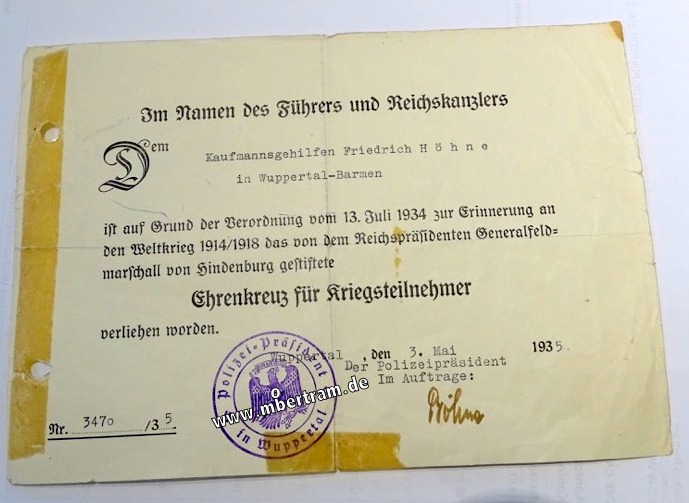 Im Namen des Führers und Reichskanzlers
Dem
Kaufmannsgehilfen Friedrich H ö h n e
in Wuppertal-Barmen
ist auf Grund der Verordnung vom 13. Juli 1934 zur Erinnerung an
den Weltkrieg 1914/1918 das von dem Reichspräsidenten Generalfeld-
marschall von Hindenburg gestiftete
Ehrenkreuz für Kriegsteilnehmer
verliehen worden.
Wuppertal, den 3. Mai 1935.
Der Polizeipräsident
Im Auftrage:
Polizei-Präsident
in Wuppertal
www.mbertram.de
Nr. 3470 /35.